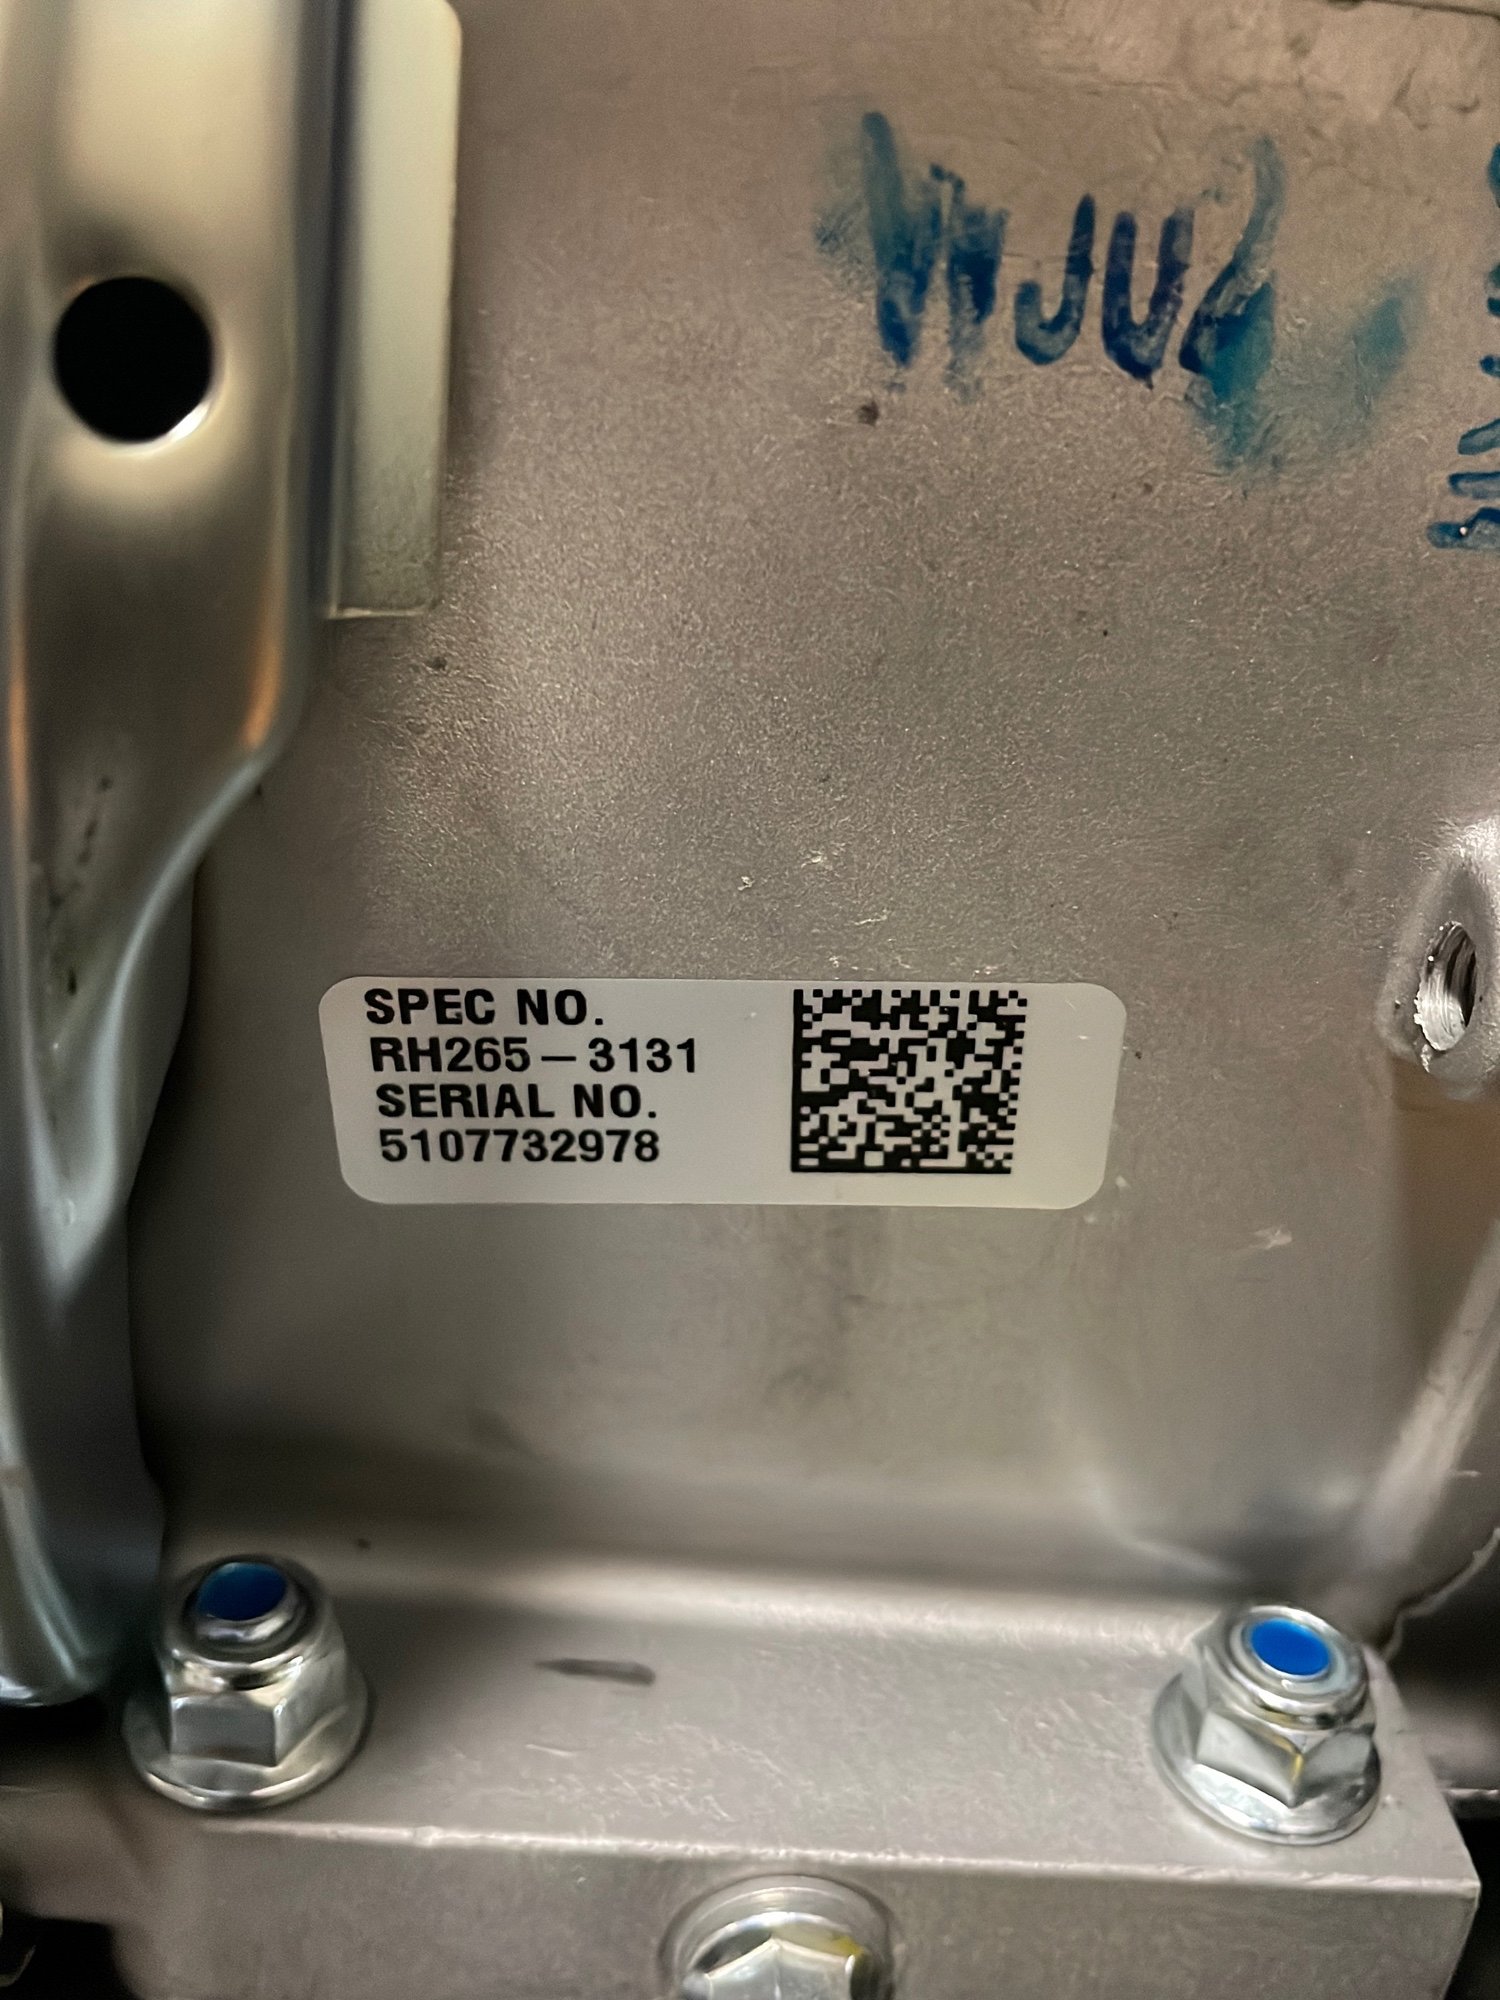 SPEC NO.
RH265–3131
SERIAL NO.
5107732978